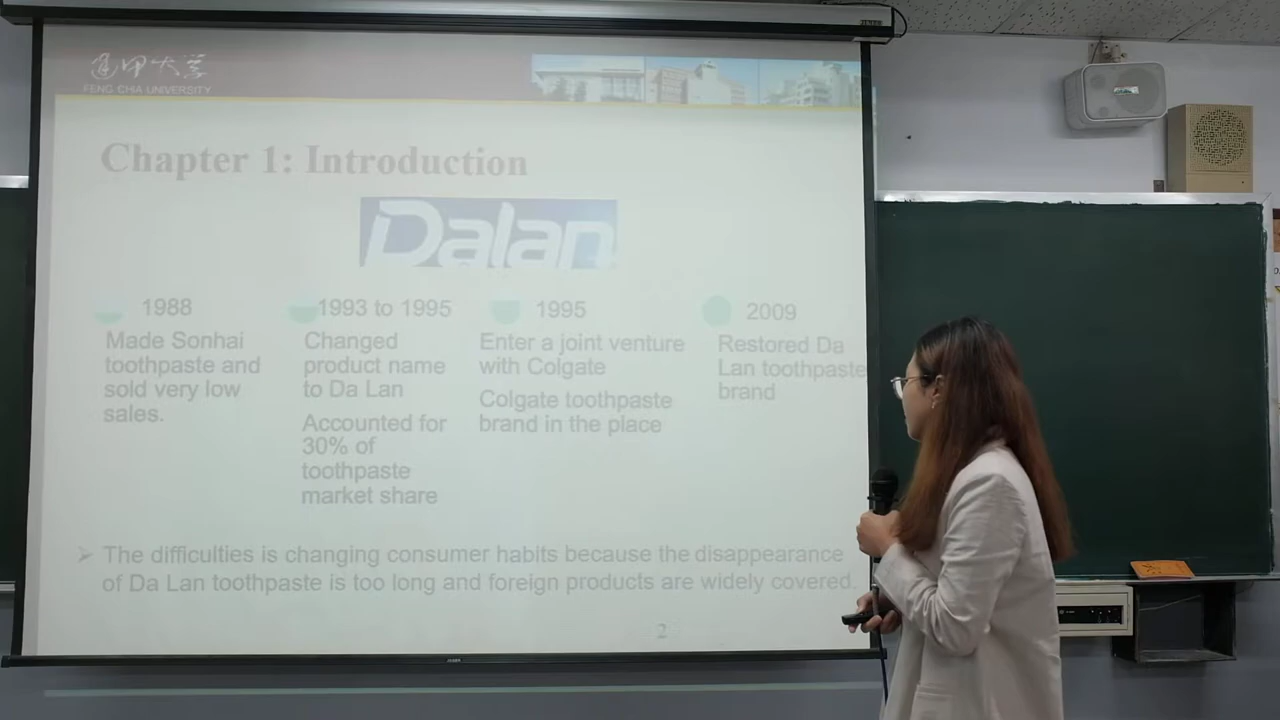 逢甲大學
FENG CHIA UNIVERSITY
Chapter 1: Introduction
Dalan
1988
Made Sonhai
toothpaste and
sold very low
sales.
1993 to 1995
Changed
product name
to Da Lan
Accounted for
30% of
toothpaste
market share
1995
Enter a joint venture
with Colgate
Colgate toothpaste
brand in the place
2009
Restored Da
Lan toothpaste
brand
➢ The difficulties is changing consumer habits because the disappearance
of Da Lan toothpaste is too long and foreign products are widely covered.
2